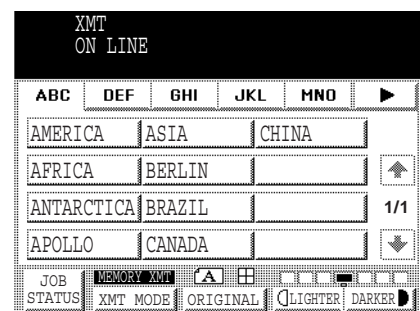 XMT
ON LINE
ABC DEF GHI JKL MNO
AMERICA ASIA CHINA
AFRICA BERLIN
ANTARCTICA BRAZIL 1/1
APOLLO CANADA
JOB STATUS
MEMORY XMT A
XMT MODE ORIGINAL LIGHTER DARKER